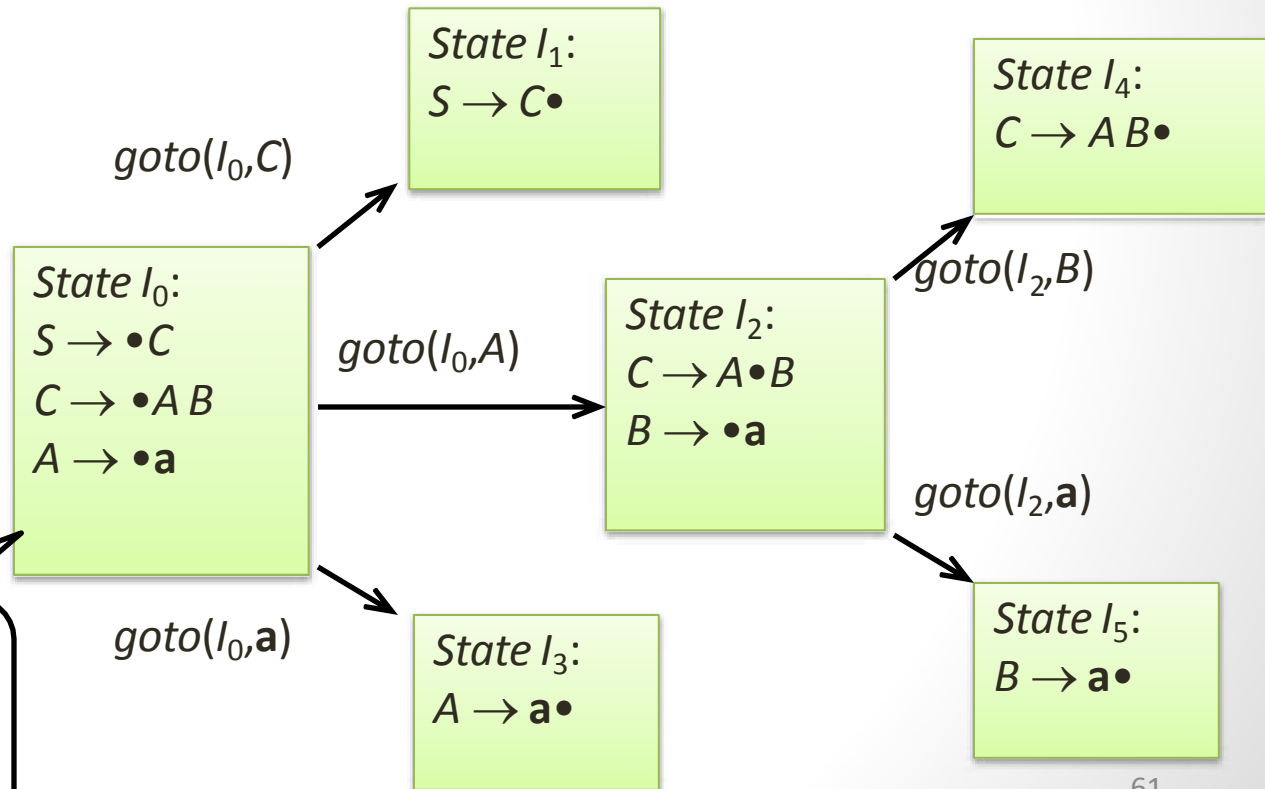 State I₁:
S → C•
goto(I₀,C)
State I₄:
C → A B•
goto(I₂,B)
State I₀:
S → •C
C → •A B
A → •a
goto(I₀,A)
State I₂:
C → A•B
B → •a
goto(I₂,a)
goto(I₀,a)
State I₃:
A → a•
State I₅:
B → a•
61